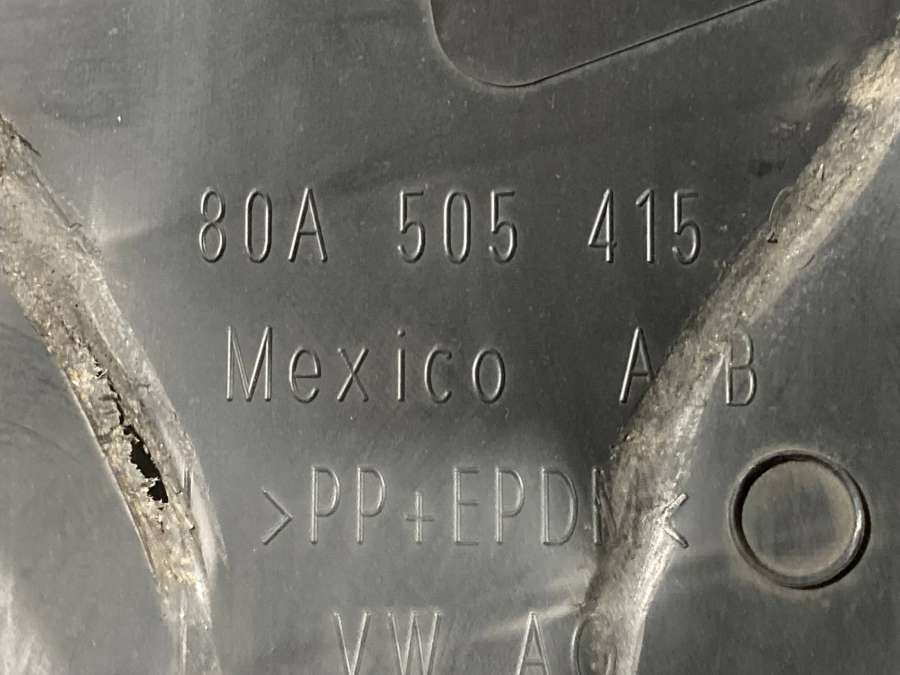 80A 505 415
Mexico A B
>PP+EPDM<
VW AG